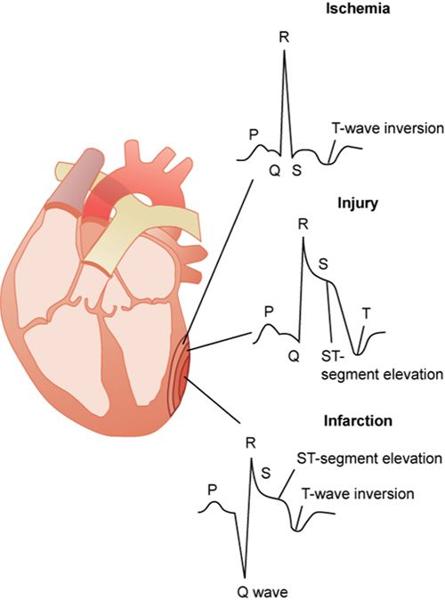 Ischemia
R
T-wave inversion
P
Q S
Injury
R
S
P
T
Q
ST-
segment elevation
Infarction
R
ST-segment elevation
S
T-wave inversion
P
Q wave